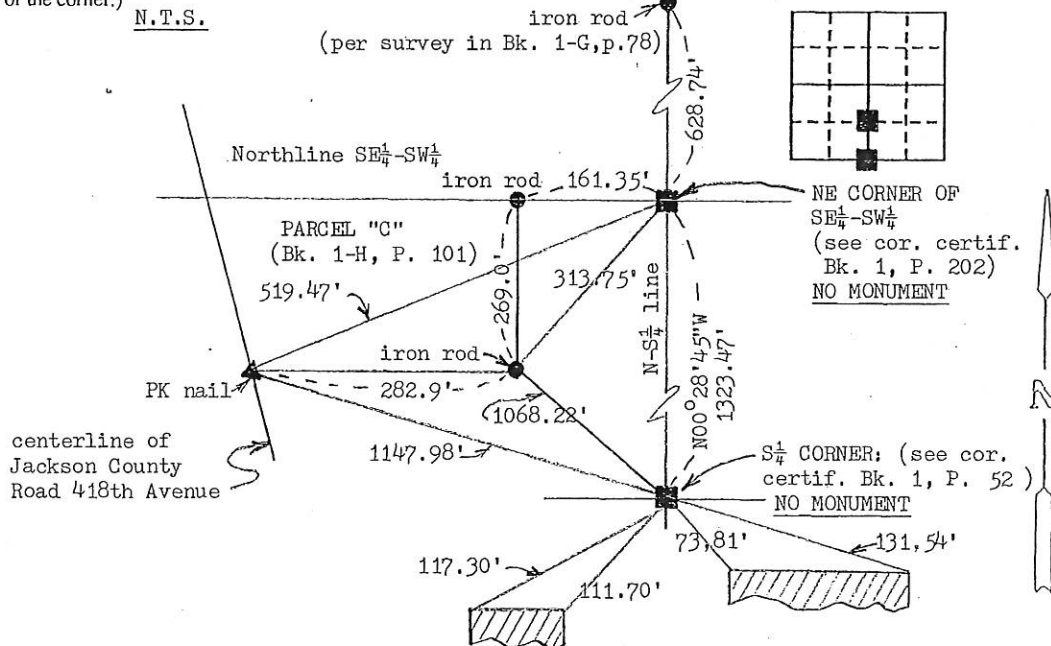 of the corner.)
N.T.S.
iron rod
(per survey in Bk. 1-G,p.78)
628.74'
Northline SE¼-SW¼
iron rod
161.35'
NE CORNER OF
SE¼-SW¼
(see cor. certif.
Bk. 1, P. 202)
NO MONUMENT
PARCEL "C"
(Bk. 1-H, P. 101)
519.47'
269.0'
313.75'
N-S¼ line
N00°28'45"W
1323.47'
iron rod
PK nail
282.9'
1068.22'
N
centerline of
Jackson County
Road 418th Avenue
1147.98'
S¼ CORNER: (see cor.
certif. Bk. 1, P. 52 )
NO MONUMENT
73,81'
131,54'
117.30'
111.70'